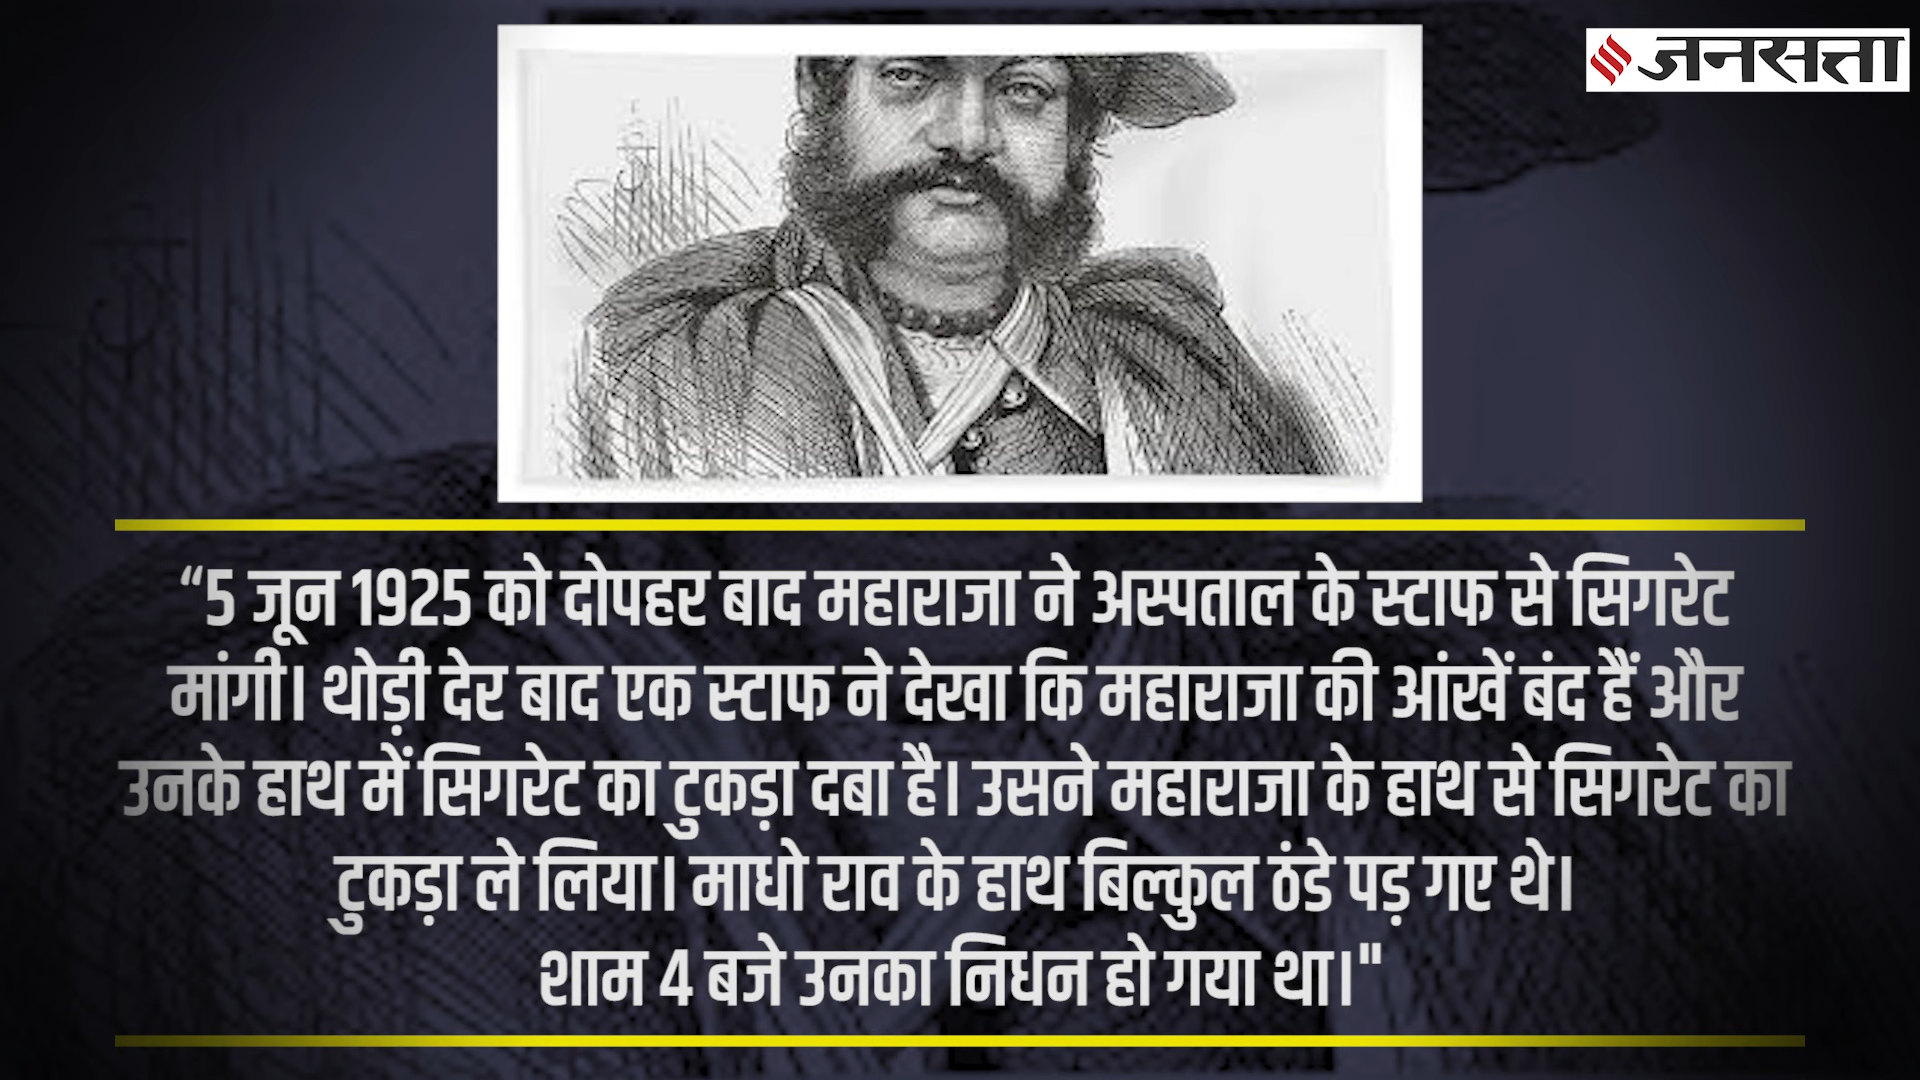 जनसत्ता
“5 जून 1925 को दोपहर बाद महाराजा ने अस्पताल के स्टाफ से सिगरेट
मांगी। थोड़ी देर बाद एक स्टाफ ने देखा कि महाराजा की आंखें बंद हैं और
उनके हाथ में सिगरेट का टुकड़ा दबा है। उसने महाराजा के हाथ से सिगरेट का
टुकड़ा ले लिया। माधो राव के हाथ बिल्कुल ठंडे पड़ गए थे।
शाम 4 बजे उनका निधन हो गया था।"